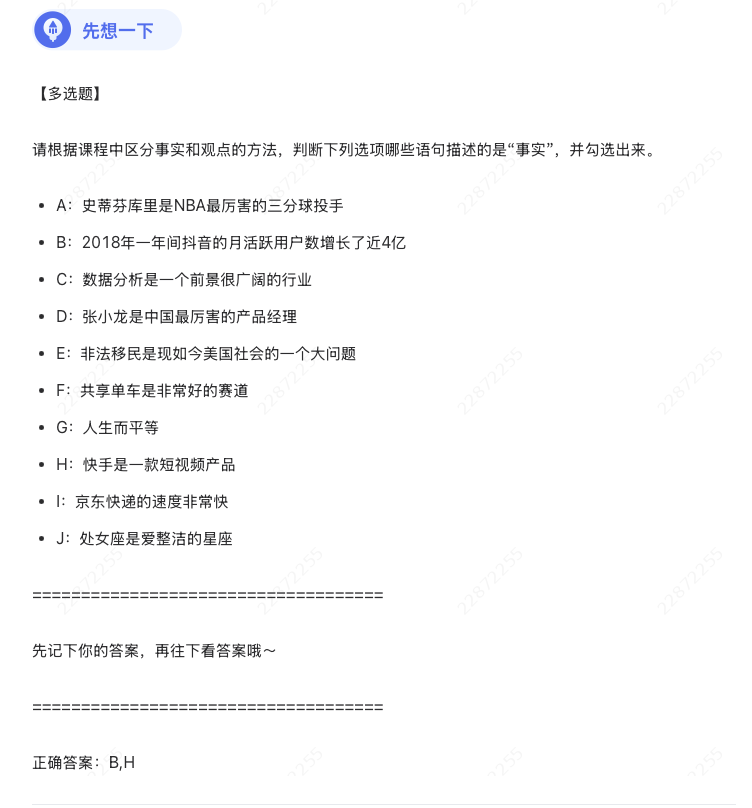 先想一下
【多选题】
请根据课程中区分事实和观点的方法，判断下列选项哪些语句描述的是“事实”，并勾选出来。
A：史蒂芬库里是NBA最厉害的三分球投手
B：2018年一年间抖音的月活跃用户数增长了近4亿
C：数据分析是一个前景很广阔的行业
D：张小龙是中国最厉害的产品经理
E：非法移民是现如今美国社会的一个大问题
F：共享单车是非常好的赛道
G：人生而平等
H：快手是一款短视频产品
I：京东快递的速度非常快
J：处女座是爱整洁的星座
====================================
先记下你的答案，再往下看答案哦～
====================================
正确答案：B,H
22872255